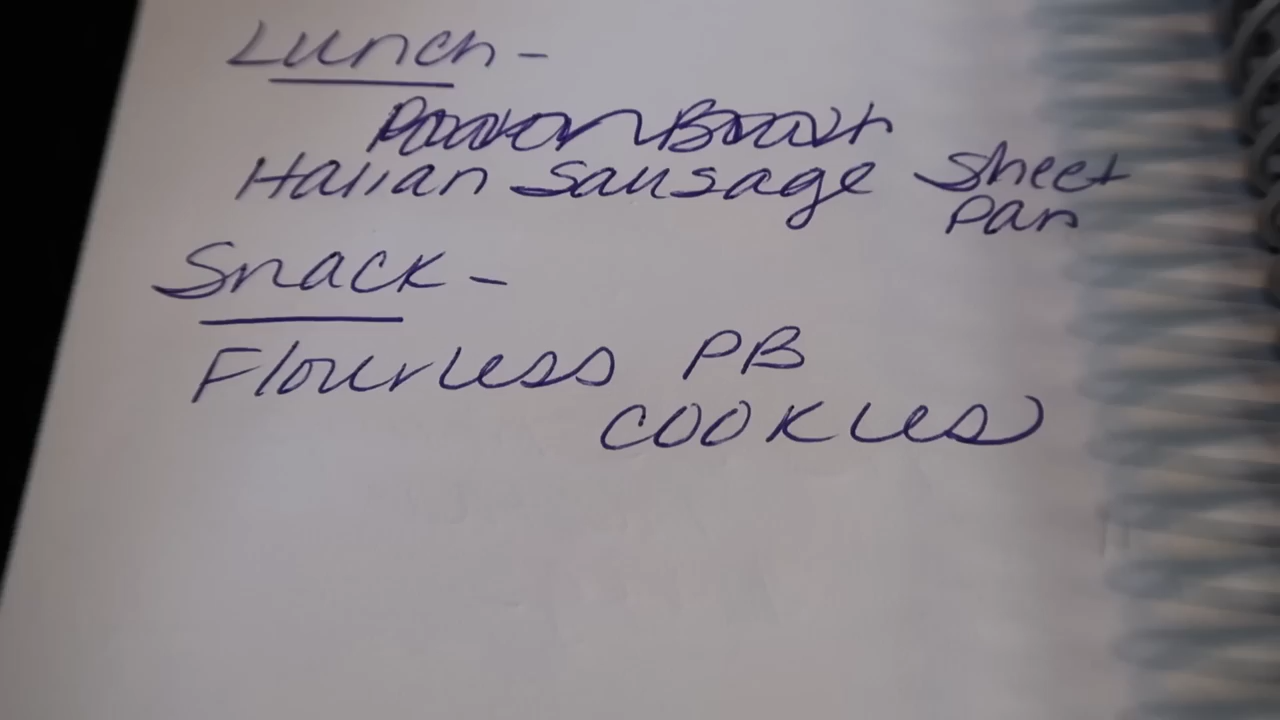 Lunch -
Italian Sausage Sheet
Pan
Snack -
Flourless PB
Cookies